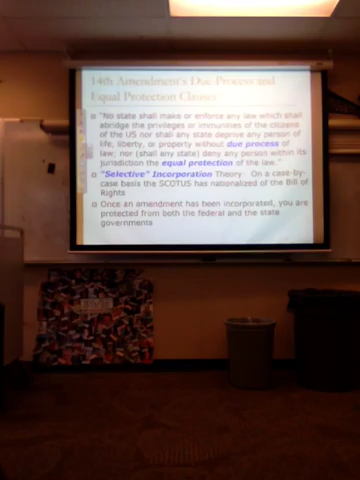 14th Amendment's Due Process and
Equal Protection Clauses
"No state shall make or enforce any law which shall
abridge the privileges or immunities of the citizens
of the US nor shall any state deprive any person of
life, liberty, or property without due process of
law; nor (shall any state) deny any person within its
jurisdiction the equal protection of the law."
"Selective" Incorporation Theory On a case-by-
case basis the SCOTUS has nationalized of the Bill of
Rights
Once an amendment has been incorporated, you are
protected from both the federal and the state
governments